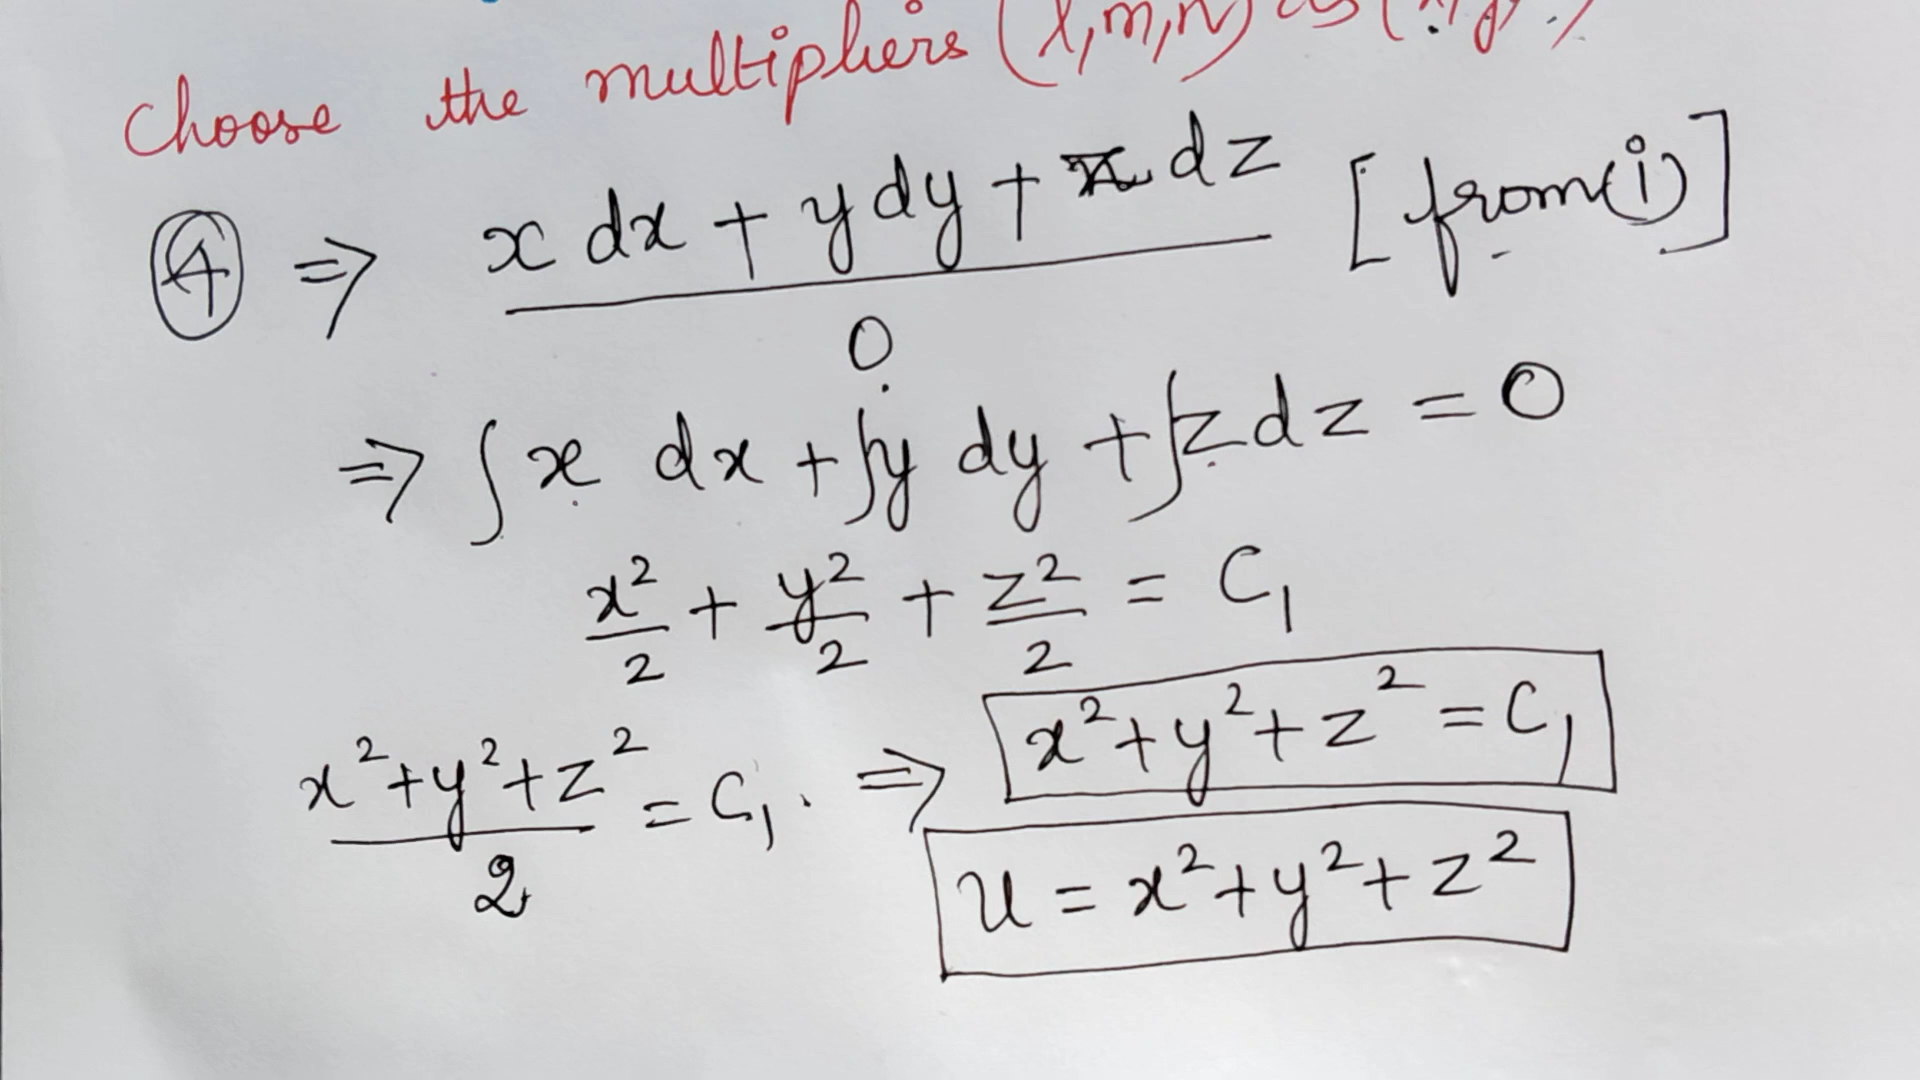 Choose the multipliers (l,m,n) as (x,y,
④ ⇒ x dx + y dy + x dz / 0 [from (i)]
⇒ ∫ x dx + ∫ y dy + ∫ z dz = 0
x²/2 + y²/2 + z²/2 = C₁
x²+y²+z²/2 = C₁. ⇒ x²+y²+z² = C₁
u = x²+y²+z²